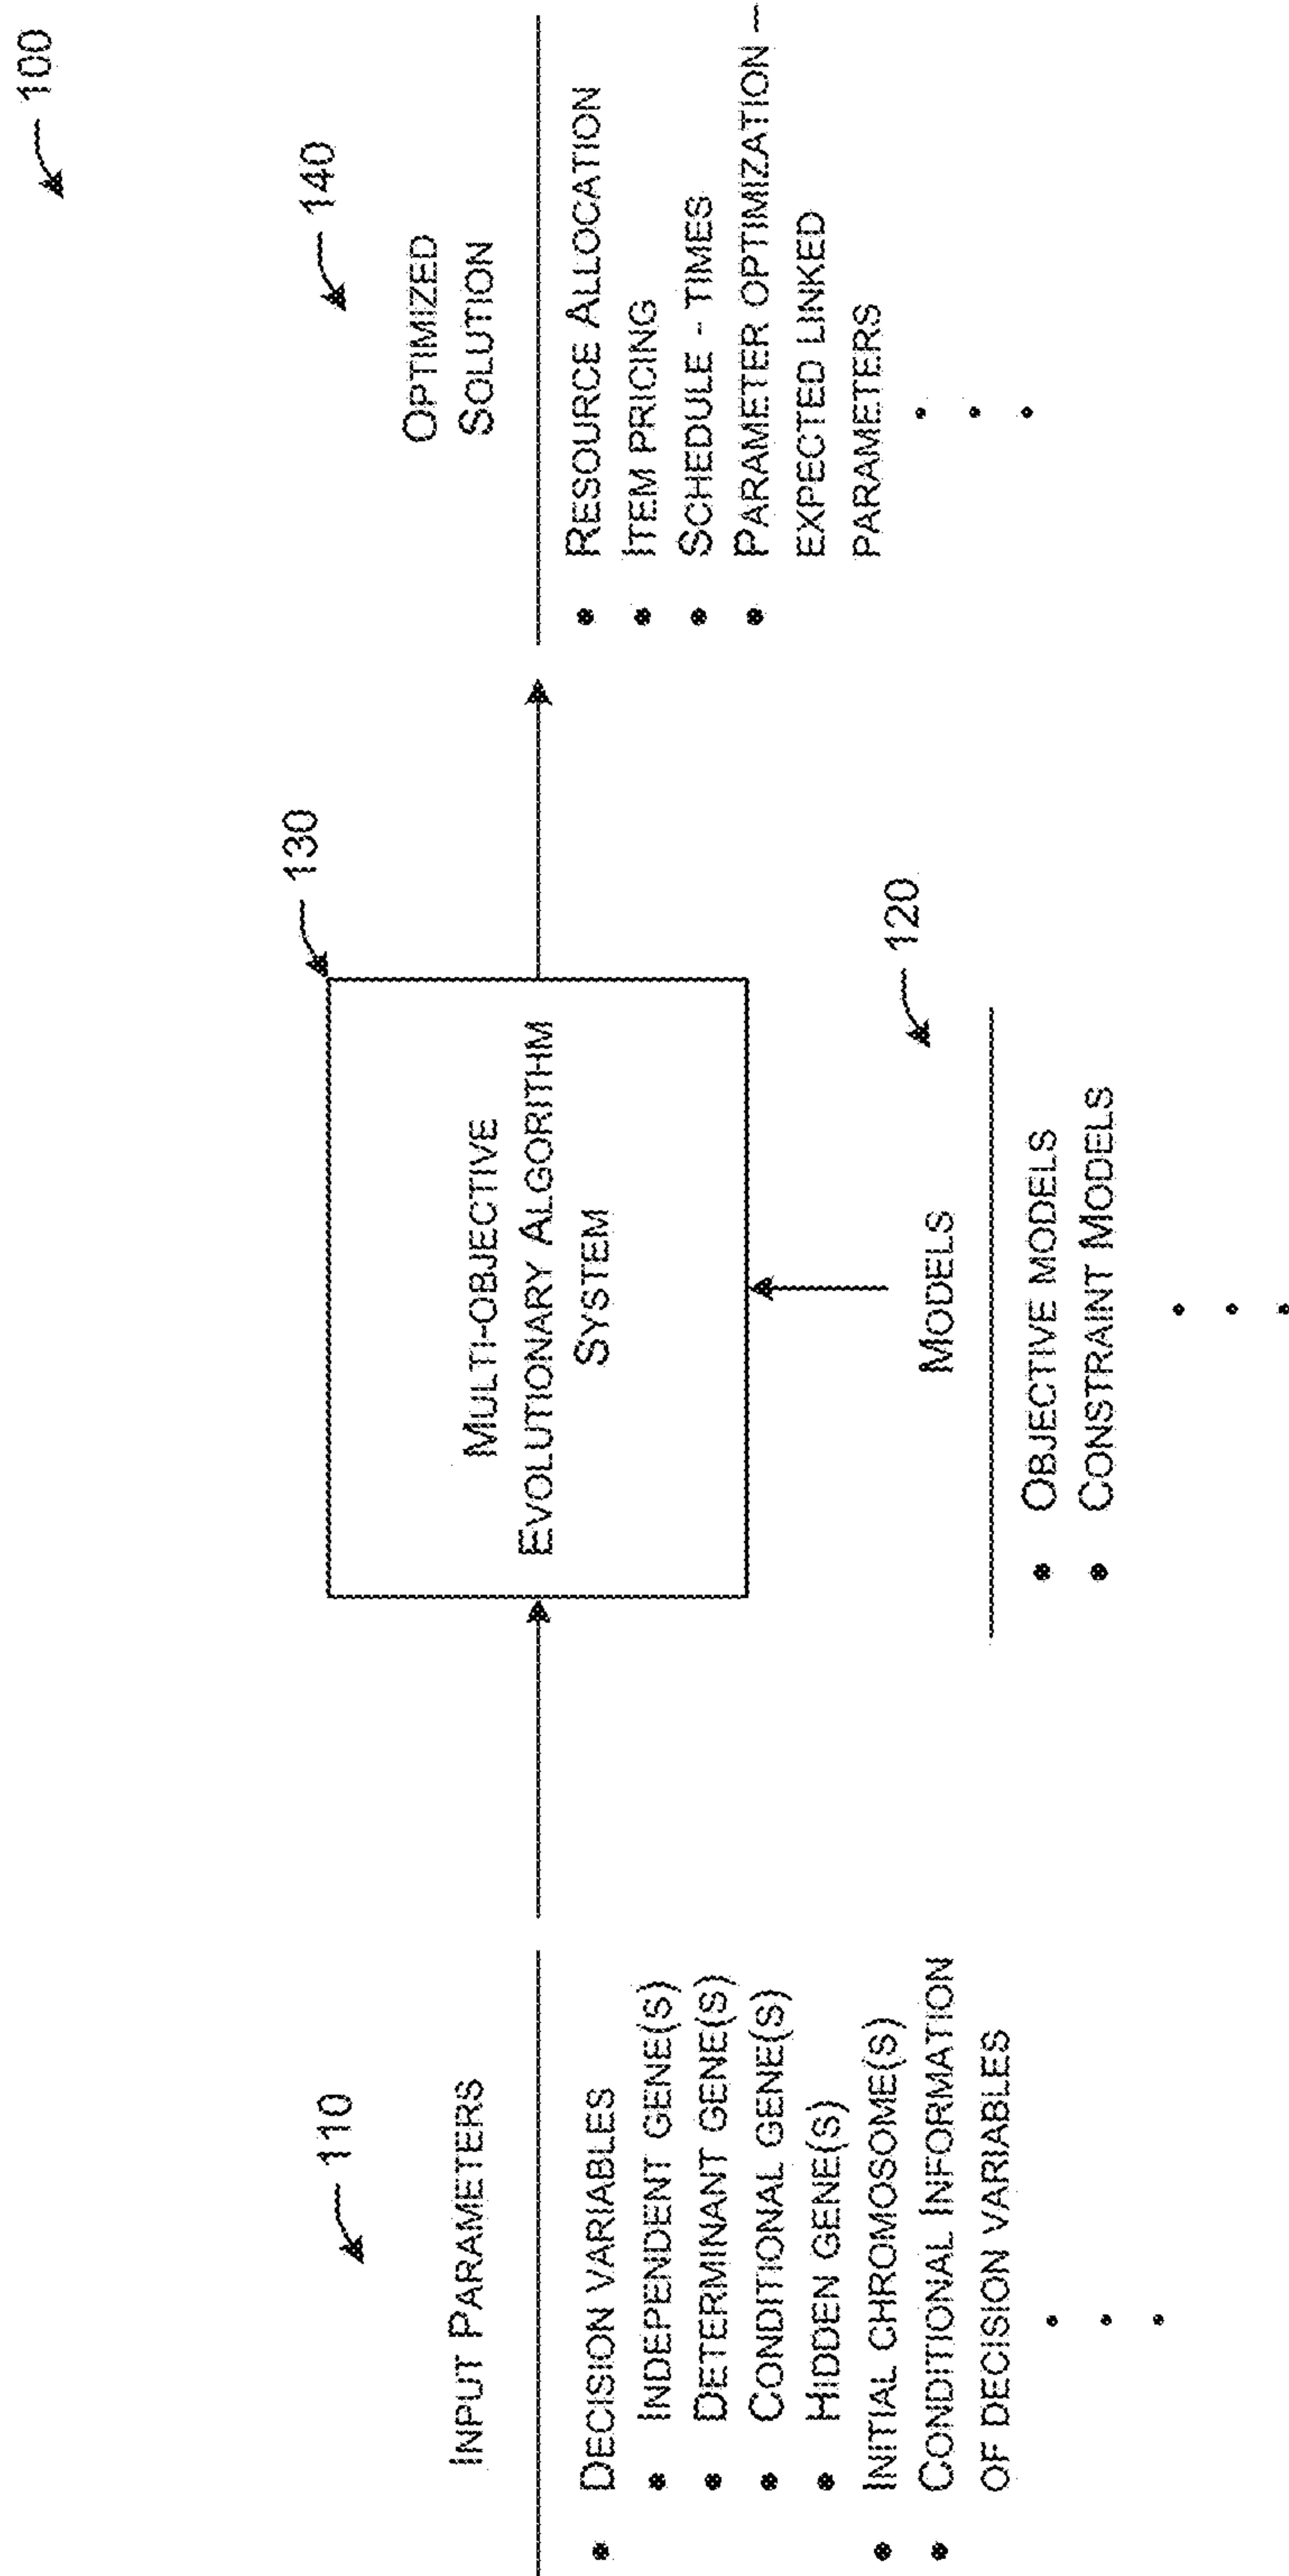 100
110
INPUT PARAMETERS
• DECISION VARIABLES
• INDEPENDENT GENE(S)
• DETERMINANT GENE(S)
• CONDITIONAL GENE(S)
• HIDDEN GENE(S)
• INITIAL CHROMOSOME(S)
• CONDITIONAL INFORMATION
OF DECISION VARIABLES
130
MULTI-OBJECTIVE
EVOLUTIONARY ALGORITHM
SYSTEM
120
MODELS
• OBJECTIVE MODELS
• CONSTRAINT MODELS
140
OPTIMIZED
SOLUTION
• RESOURCE ALLOCATION
• ITEM PRICING
• SCHEDULE - TIMES
• PARAMETER OPTIMIZATION –
EXPECTED LINKED
PARAMETERS